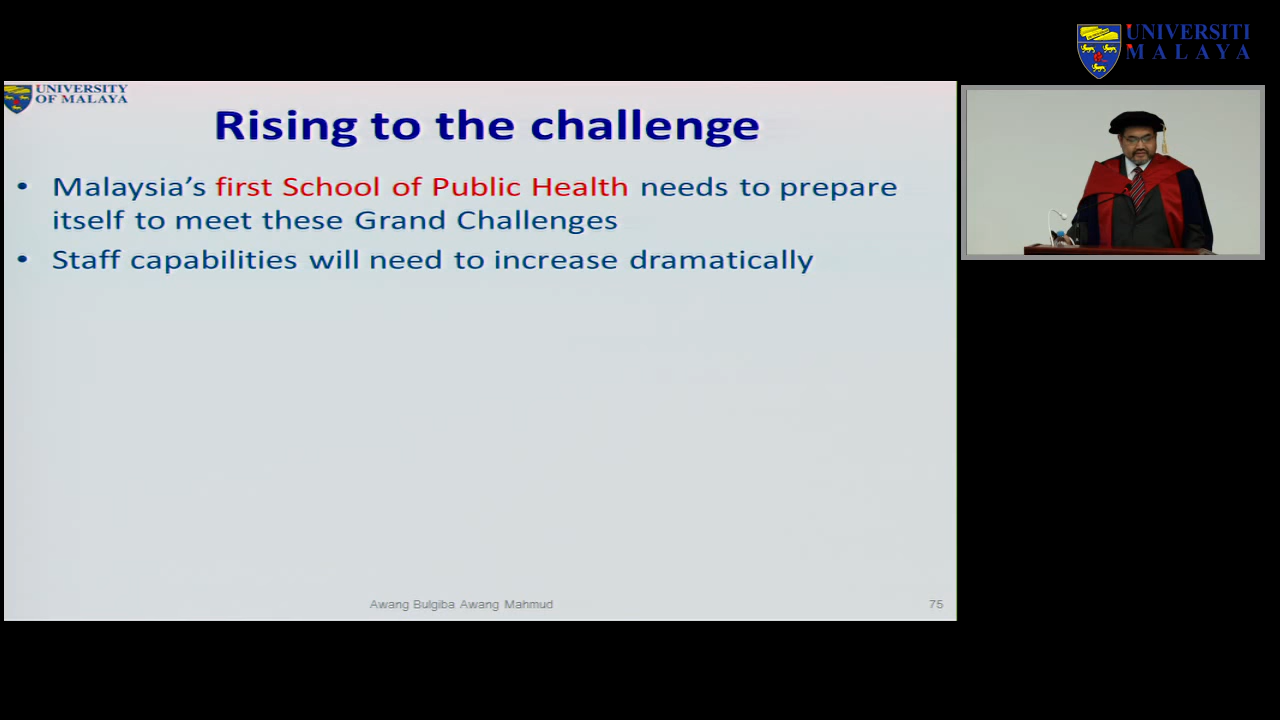 UNIVERSITI
MALAYA
UNIVERSITY
OF MALAYA
Rising to the challenge
• Malaysia's first School of Public Health needs to prepare
itself to meet these Grand Challenges
• Staff capabilities will need to increase dramatically
Awang Bulgiba Awang Mahmud
75